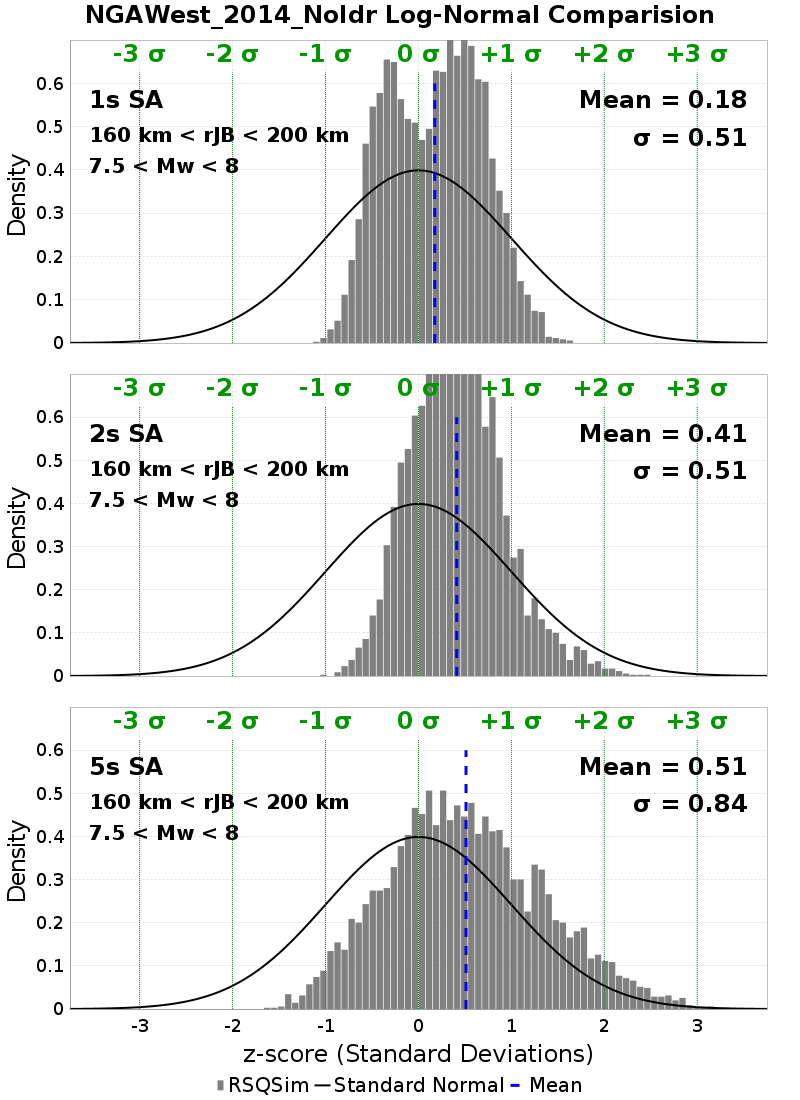 NGAWest_2014_NoIdr Log-Normal Comparision
-3 σ -2 σ -1 σ 0 σ +1 σ +2 σ +3 σ
1s SA
Mean = 0.18
160 km < rJB < 200 km
σ = 0.51
7.5 < Mw < 8
Density
0.6
0.5
0.4
0.3
0.2
0.1
0
-3 σ -2 σ -1 σ 0 σ +1 σ +2 σ +3 σ
2s SA
Mean = 0.41
160 km < rJB < 200 km
σ = 0.51
7.5 < Mw < 8
Density
0.6
0.5
0.4
0.3
0.2
0.1
0
-3 σ -2 σ -1 σ 0 σ +1 σ +2 σ +3 σ
5s SA
Mean = 0.51
160 km < rJB < 200 km
σ = 0.84
7.5 < Mw < 8
Density
0.6
0.5
0.4
0.3
0.2
0.1
0
-3 -2 -1 0 1 2 3
z-score (Standard Deviations)
RSQSim Standard Normal Mean